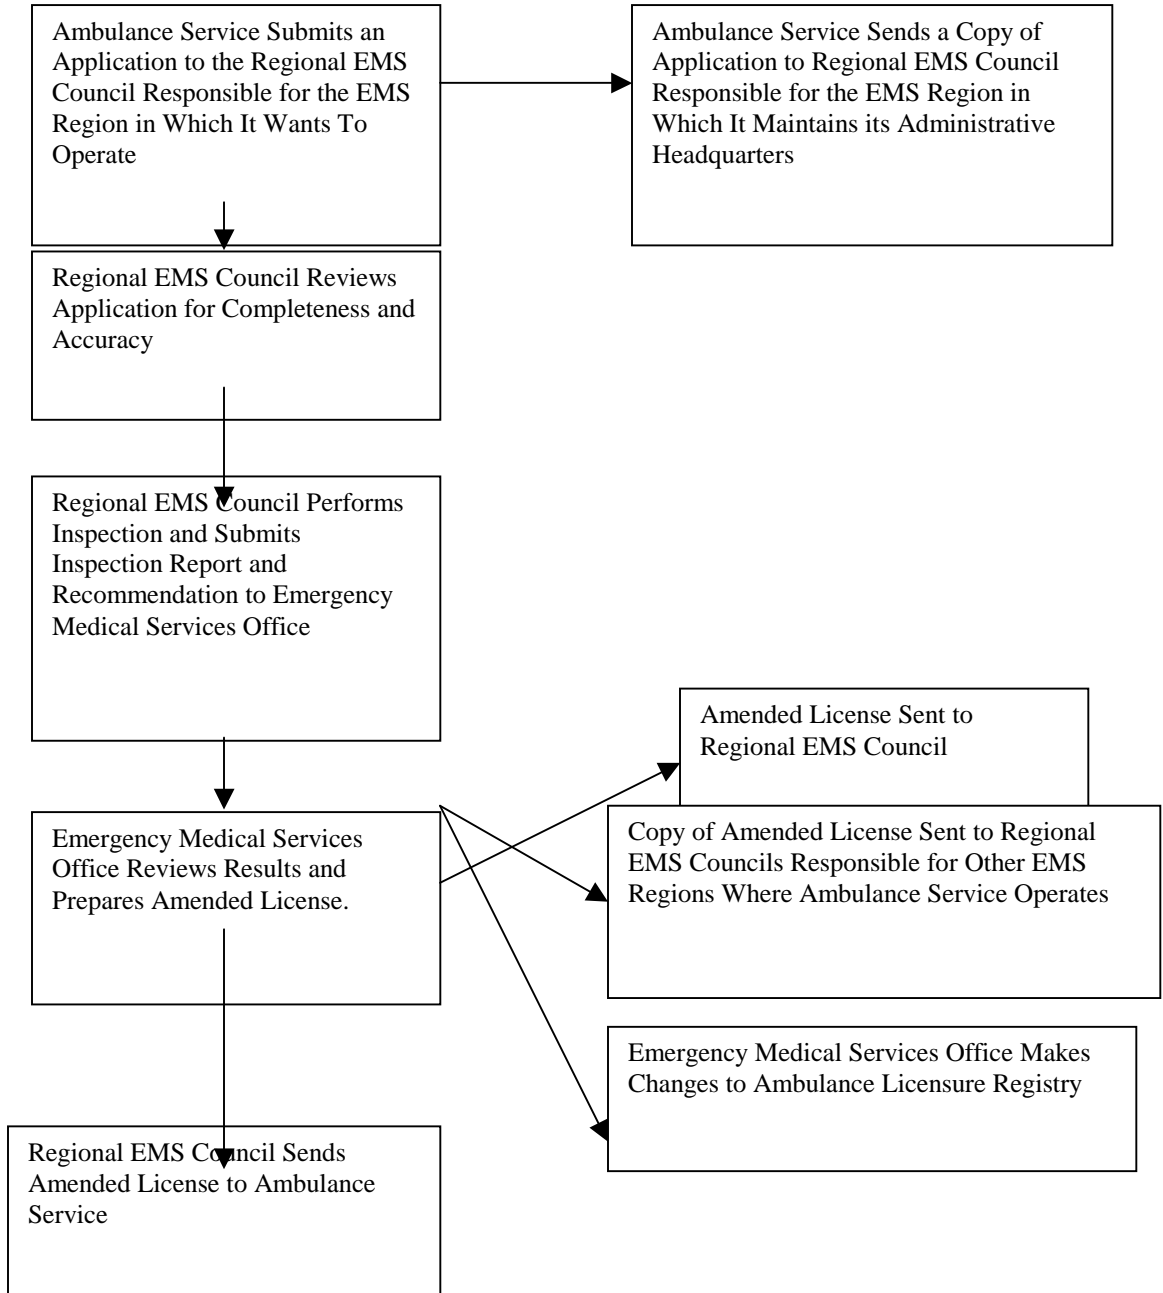 Ambulance Service Submits an
Application to the Regional EMS
Council Responsible for the EMS
Region in Which It Wants To
Operate
Ambulance Service Sends a Copy of
Application to Regional EMS Council
Responsible for the EMS Region in
Which It Maintains its Administrative
Headquarters
Regional EMS Council Reviews
Application for Completeness and
Accuracy
Regional EMS Council Performs
Inspection and Submits
Inspection Report and
Recommendation to Emergency
Medical Services Office
Amended License Sent to
Regional EMS Council
Emergency Medical Services
Office Reviews Results and
Prepares Amended License.
Copy of Amended License Sent to Regional
EMS Councils Responsible for Other EMS
Regions Where Ambulance Service Operates
Emergency Medical Services Office Makes
Changes to Ambulance Licensure Registry
Regional EMS Council Sends
Amended License to Ambulance
Service